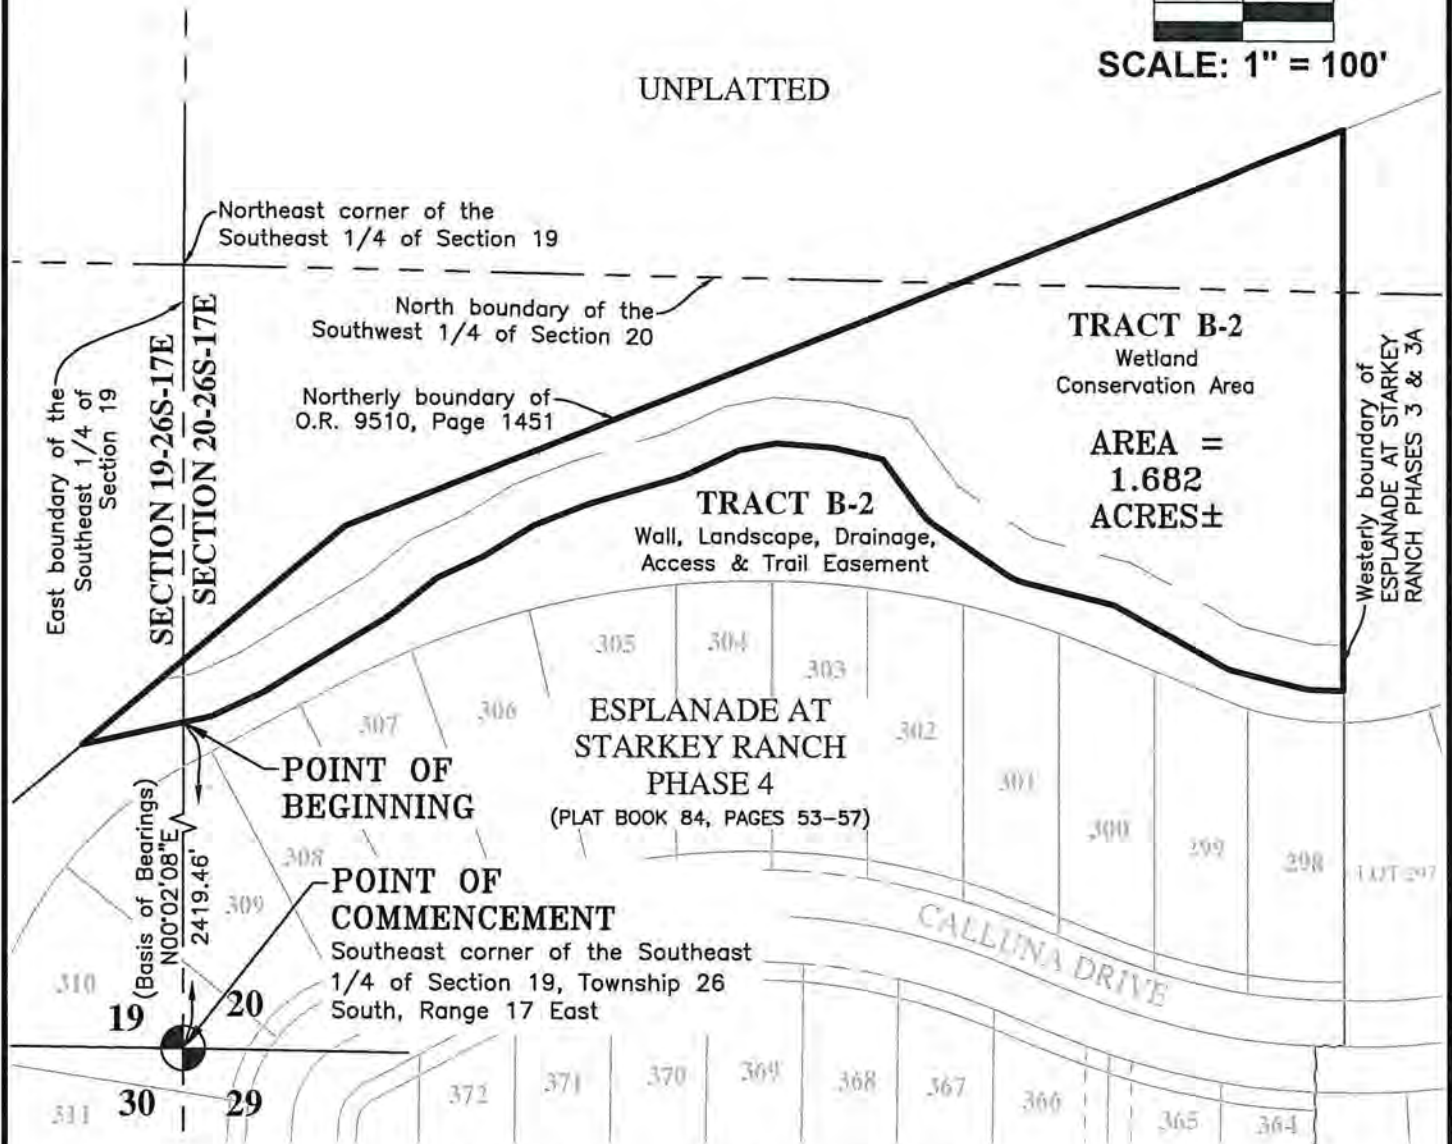 SCALE: 1" = 100'
UNPLATTED
Northeast corner of the
Southeast 1/4 of Section 19
North boundary of the
Southwest 1/4 of Section 20
Northerly boundary of
O.R. 9510, Page 1451
East boundary of the
Southeast 1/4 of
Section 19
SECTION 19-26S-17E
SECTION 20-26S-17E
TRACT B-2
Wetland
Conservation Area
AREA =
1.682
ACRES±
Westerly boundary of
ESPLANADE AT STARKEY
RANCH PHASES 3 & 3A
TRACT B-2
Wall, Landscape, Drainage,
Access & Trail Easement
305
304
303
306
307
302
301
300
299
298
LOT 297
ESPLANADE AT
STARKEY RANCH
PHASE 4
(PLAT BOOK 84, PAGES 53-57)
POINT OF
BEGINNING
(Basis of Bearings)
N00°02'08"E
2419.46'
308
309
310
311
POINT OF
COMMENCEMENT
Southeast corner of the Southeast
1/4 of Section 19, Township 26
South, Range 17 East
CALLUNA DRIVE
19
20
30
29
372
371
370
369
368
367
366
365
364